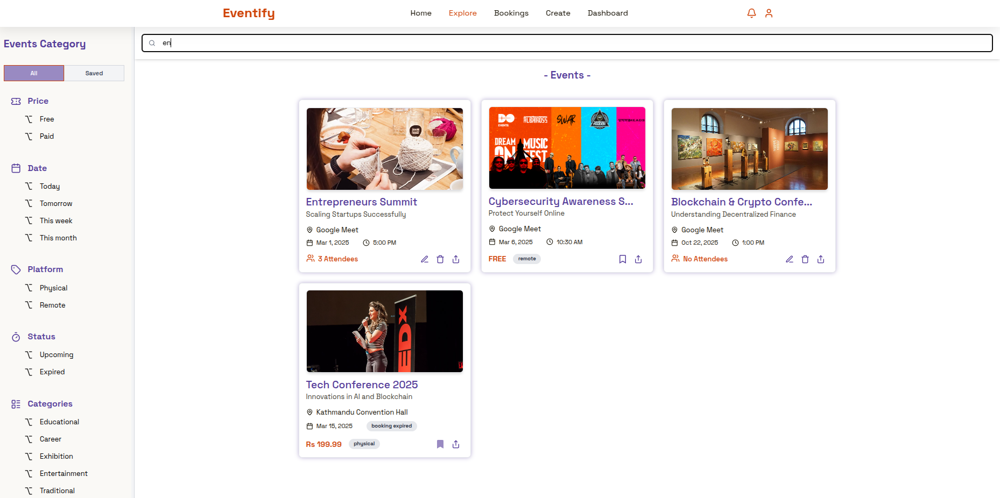 Eventify
Home
Explore
Bookings
Create
Dashboard
Events Category
All
Saved
Price
Free
Paid
Date
Today
Tomorrow
This week
This month
Platform
Physical
Remote
Status
Upcoming
Expired
Categories
Educational
Career
Exhibition
Entertainment
Traditional
en
- Events -
Entrepreneurs Summit
Scaling Startups Successfully
Google Meet
Mar 1, 2025
5:00 PM
3 Attendees
DO
EVENTS
ALBATROSS
SWAR
DREAM
ON
MUSIC
FEST
Cybersecurity Awareness S...
Protect Yourself Online
Google Meet
Mar 6, 2025
10:30 AM
FREE
remote
Blockchain & Crypto Confe...
Understanding Decentralized Finance
Google Meet
Oct 22, 2025
1:00 PM
No Attendees
EDX
Tech Conference 2025
Innovations in AI and Blockchain
Kathmandu Convention Hall
Mar 15, 2025
booking expired
Rs 199.99
physical